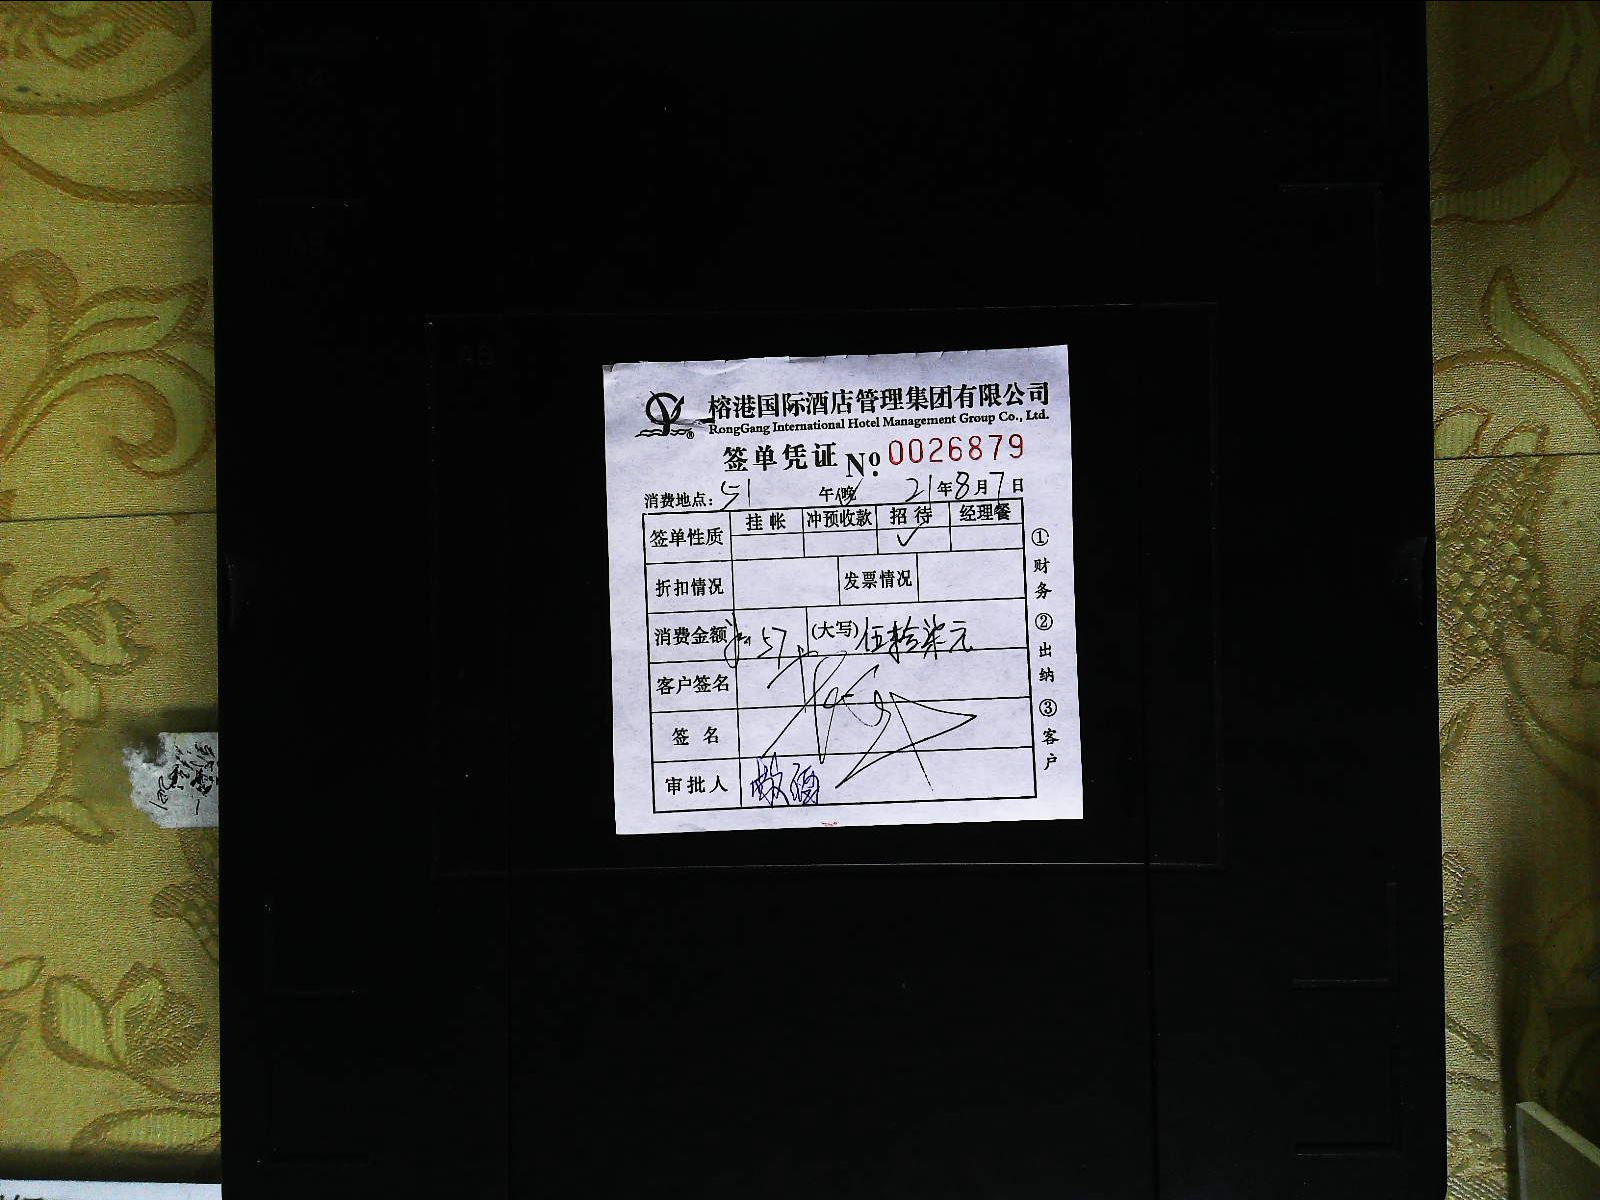 榕港国际酒店管理集团有限公司
RongGang International Hotel Management Group Co., Ltd.
签单凭证 No. 0026879
消费地点: 51 午/晚 21年8月7日
签单性质 挂帐 冲预收款 招待 经理餐
✓
折扣情况 发票情况
消费金额 57 (大写) 伍拾柒元
客户签名
签名
审批人
①财务 ②出纳 ③客户